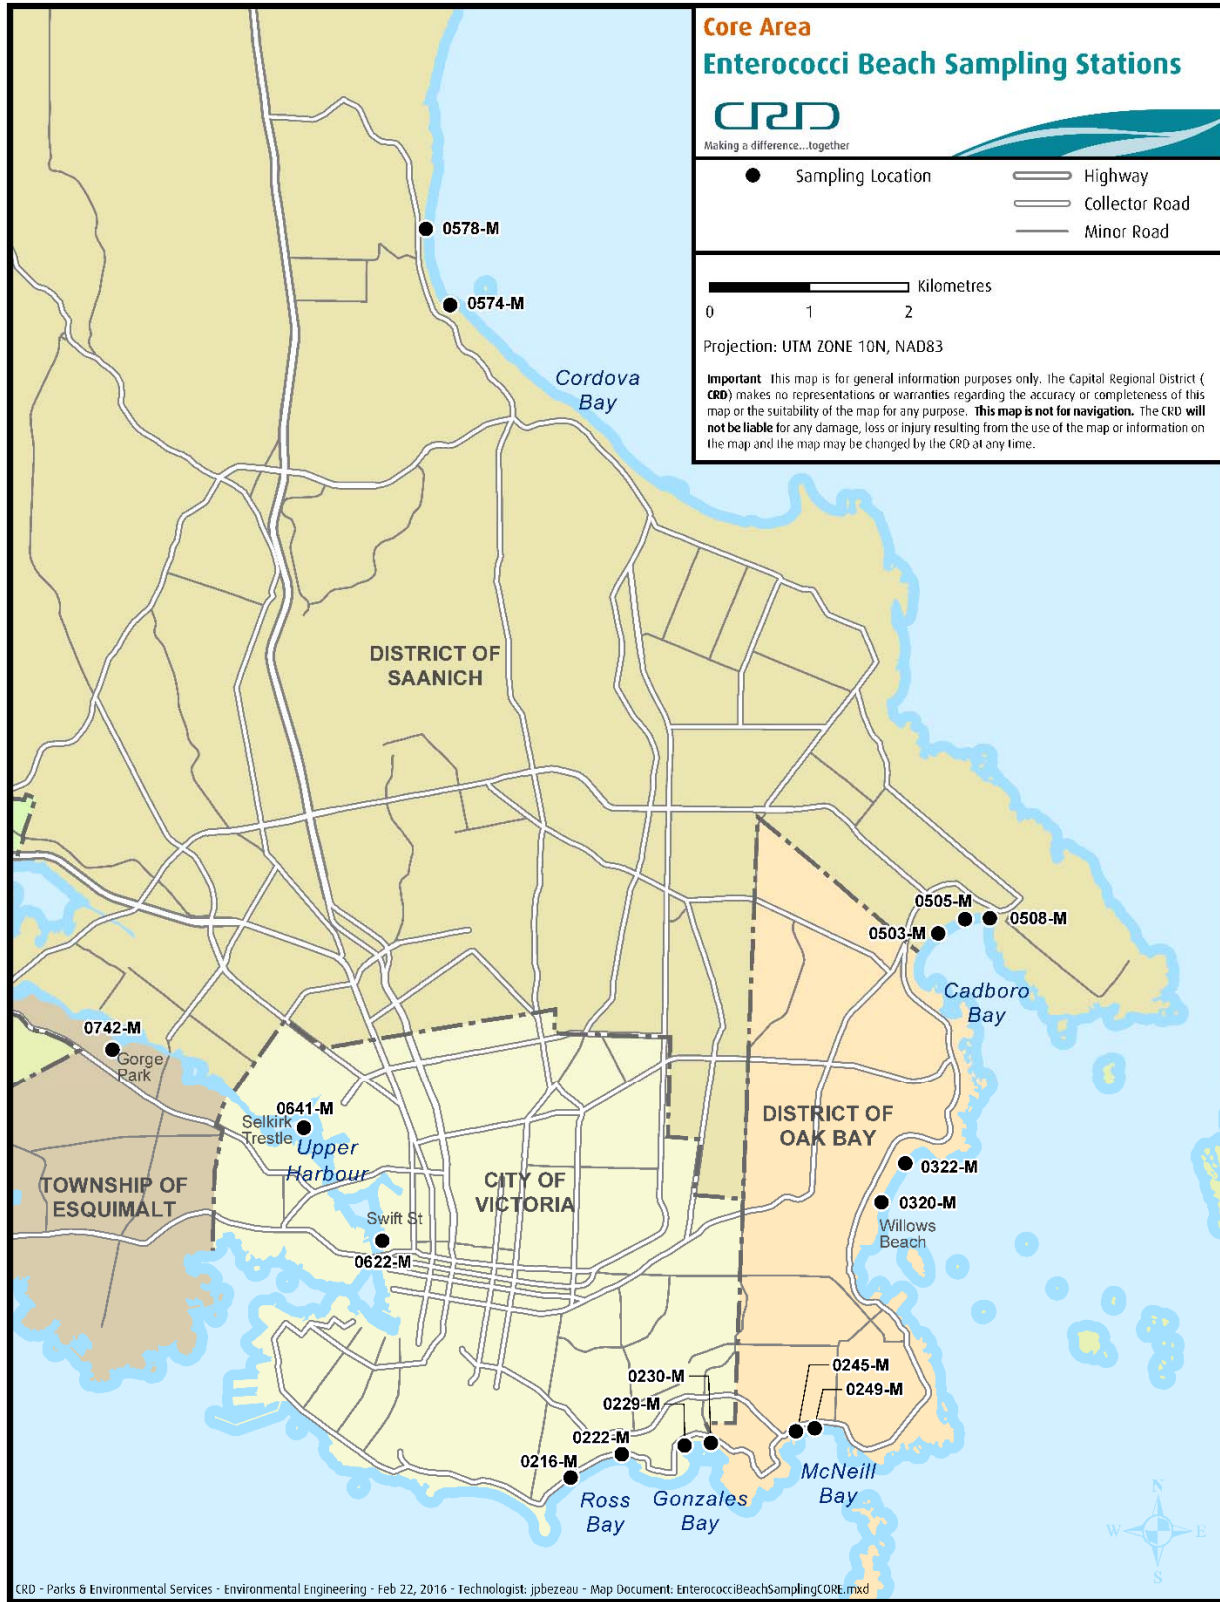 Core Area
Enterococci Beach Sampling Stations
CRD
Making a difference...together
Sampling Location
Highway
Collector Road
Minor Road
Kilometres
0 1 2
Projection: UTM ZONE 10N, NAD83
Important This map is for general information purposes only. The Capital Regional District (
CRD) makes no representations or warranties regarding the accuracy or completeness of this
map or the suitability of the map for any purpose. This map is not for navigation. The CRD will
not be liable for any damage, loss or injury resulting from the use of the map or information on
the map and the map may be changed by the CRD at any time.
0578-M
0574-M
Cordova
Bay
DISTRICT OF
SAANICH
0505-M
0508-M
0503-M
Cadboro
Bay
0742-M
Gorge
Park
0641-M
Selkirk
Trestle
Upper
Harbour
DISTRICT OF
OAK BAY
0322-M
TOWNSHIP OF
ESQUIMALT
CITY OF
VICTORIA
0320-M
Willows
Beach
Swift St
0622-M
0245-M
0230-M
0249-M
0229-M
0222-M
0216-M
McNeill
Bay
Ross
Bay
Gonzales
Bay
N
W E
S
CRD - Parks & Environmental Services - Environmental Engineering - Feb 22, 2016 - Technologist: jpbezeau - Map Document: EnterococciBeachSamplingCORE.mxd